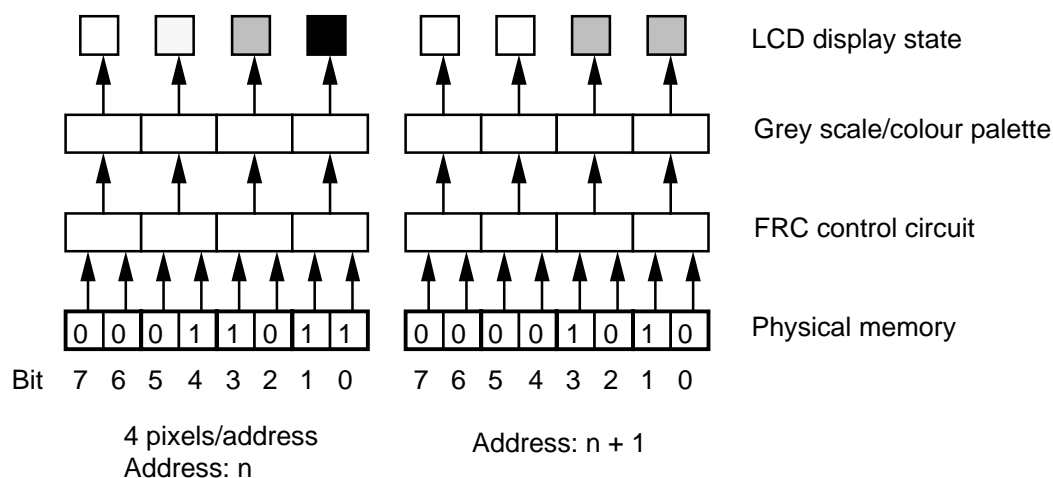 LCD display state
Grey scale/colour palette
FRC control circuit
0 0 0 1 1 0 1 1 0 0 0 0 1 0 1 0 Physical memory
Bit 7 6 5 4 3 2 1 0 7 6 5 4 3 2 1 0
4 pixels/address
Address: n
Address: n + 1